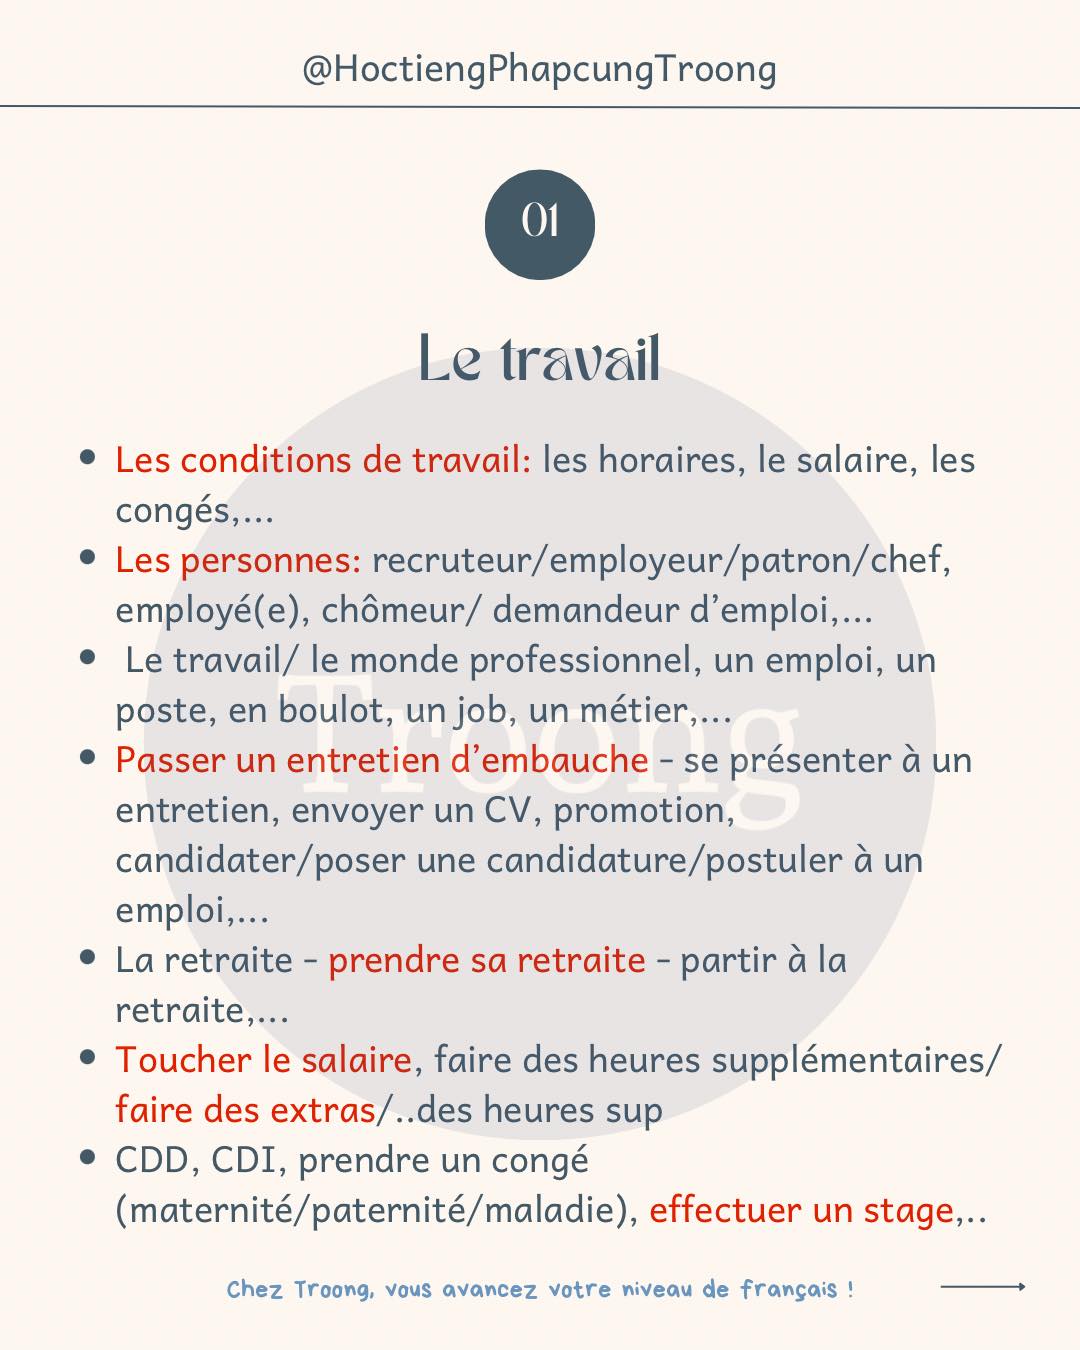 @HoctiengPhapcungTroong
01
Le travail
• Les conditions de travail: les horaires, le salaire, les
congés,...
• Les personnes: recruteur/employeur/patron/chef,
employé(e), chômeur/ demandeur d’emploi,...
• Le travail/ le monde professionnel, un emploi, un
poste, en boulot, un job, un métier,...
• Passer un entretien d’embauche - se présenter à un
entretien, envoyer un CV, promotion,
candidater/poser une candidature/postuler à un
emploi,...
• La retraite - prendre sa retraite - partir à la
retraite,...
• Toucher le salaire, faire des heures supplémentaires/
faire des extras/..des heures sup
• CDD, CDI, prendre un congé
(maternité/paternité/maladie), effectuer un stage,..
Troong
Chez Troong, vous avancez votre niveau de français !